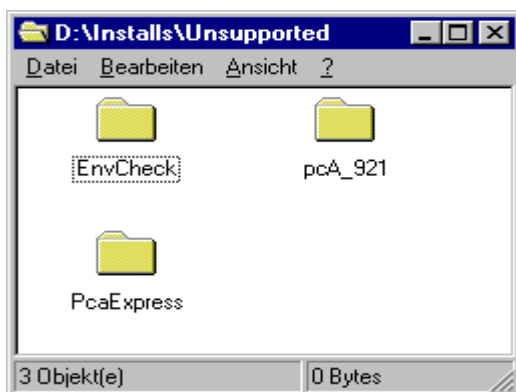 D:\Installs\Unsupported
Datei Bearbeiten Ansicht ?
EnvCheck pcA_921
PcaExpress
3 Objekt(e) 0 Bytes